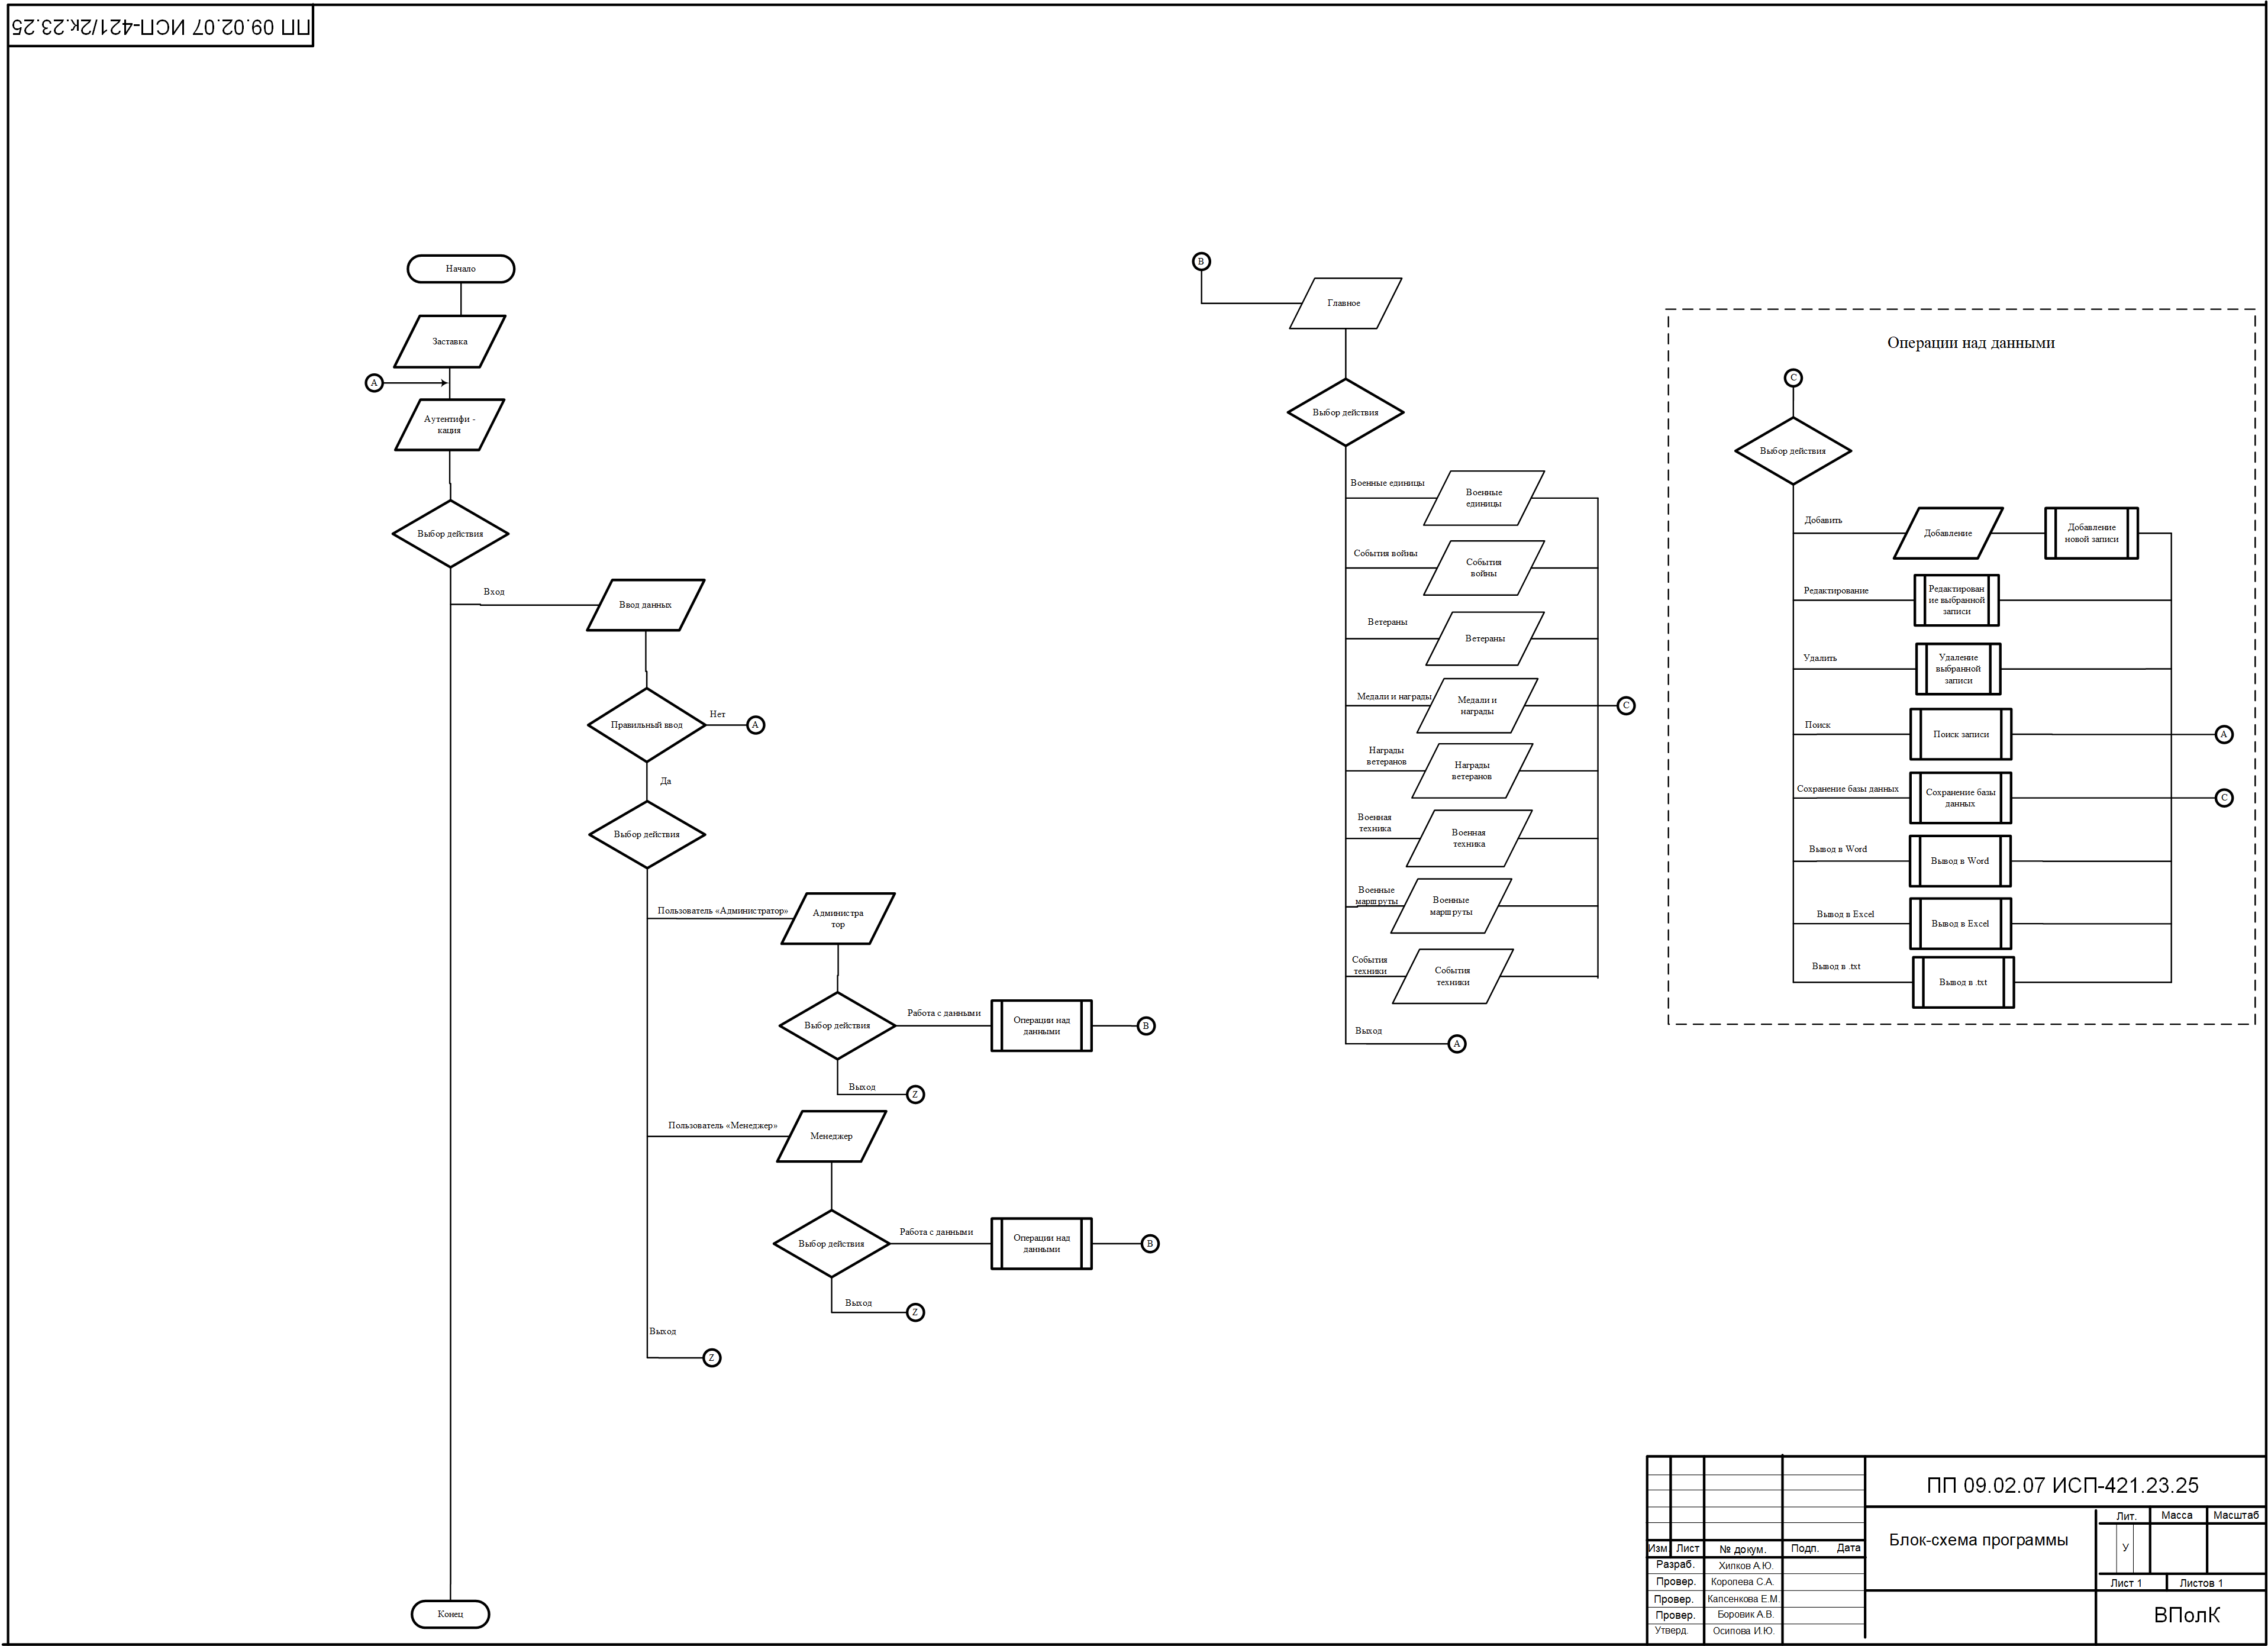 ПП 09.02.07 ИСП-421/2к.23.25
Начало
Заставка
А
Аутентифи -
кация
Выбор действия
Вход
Ввод данных
Правильный ввод
Нет
А
Да
Выбор действия
Пользователь «Администратор»
Администра
тор
Выбор действия
Работа с данными
Операции над
данными
В
Выход
Z
Пользователь «Менеджер»
Менеджер
Выбор действия
Работа с данными
Операции над
данными
В
Выход
Z
Выход
Z
Конец
В
Главное
Выбор действия
Военные единицы
Военные
единицы
События войны
События
войны
Ветераны
Ветераны
Медали и награды
Медали и
награды
С
Награды
ветеранов
Награды
ветеранов
Военная
техника
Военная
техника
Военные
маршруты
Военные
маршруты
События
техники
События
техники
Выход
А
Операции над данными
С
Выбор действия
Добавить
Добавление
Добавление
новой записи
Редактирование
Редактирован
ие выбранной
записи
Удалить
Удаление
выбранной
записи
Поиск
Поиск записи
А
Сохранение базы данных
Сохранение базы
данных
С
Вывод в Word
Вывод в Word
Вывод в Excel
Вывод в Excel
Вывод в .txt
Вывод в .txt
ПП 09.02.07 ИСП-421.23.25
Блок-схема программы
Лит.
Масса
Масштаб
У
Лист 1
Листов 1
ВПолК
Изм.
Лист
№ докум.
Подп.
Дата
Разраб.
Хипков А.Ю.
Провер.
Королева С.А.
Провер.
Капсенкова Е.М.
Провер.
Боровик А.В.
Утверд.
Осипова И.Ю.